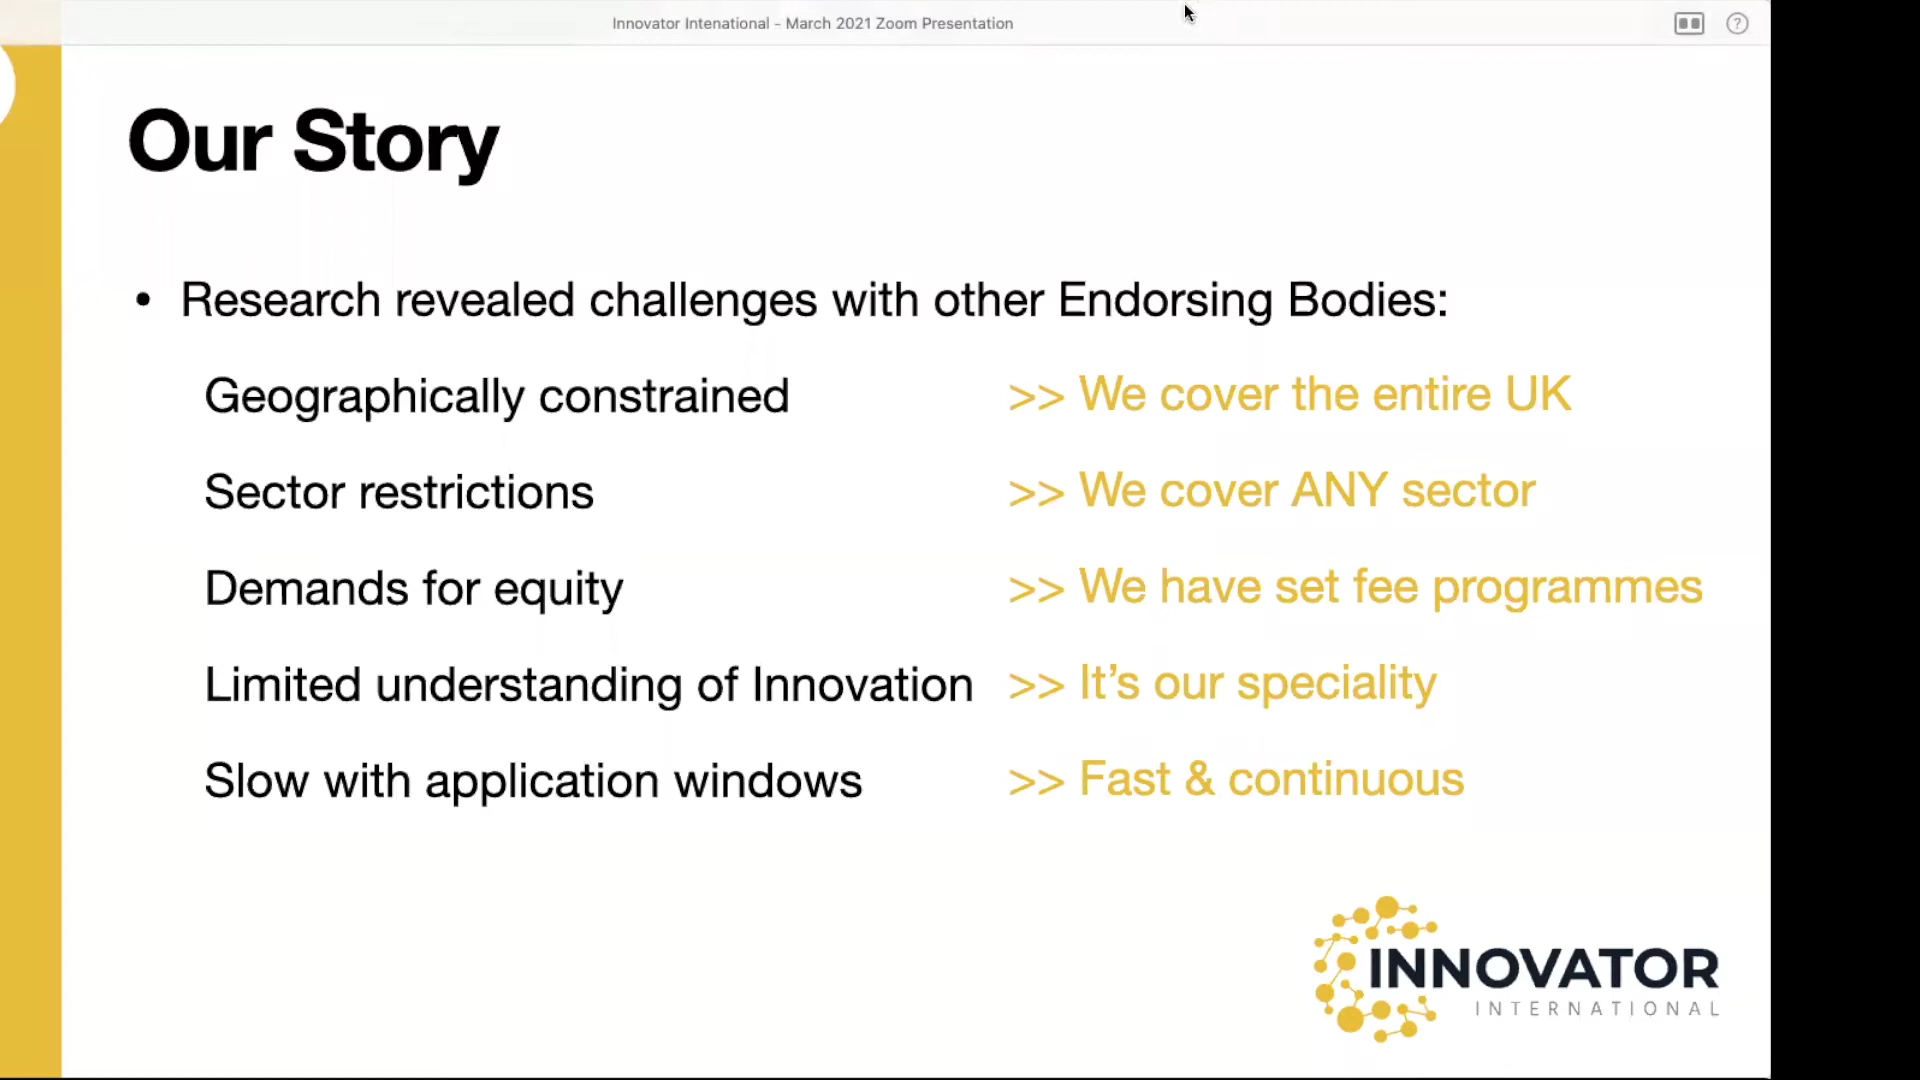 Innovator Intenational - March 2021 Zoom Presentation
Our Story
• Research revealed challenges with other Endorsing Bodies:
Geographically constrained >> We cover the entire UK
Sector restrictions >> We cover ANY sector
Demands for equity >> We have set fee programmes
Limited understanding of Innovation >> It’s our speciality
Slow with application windows >> Fast & continuous
INNOVATOR
INTERNATIONAL